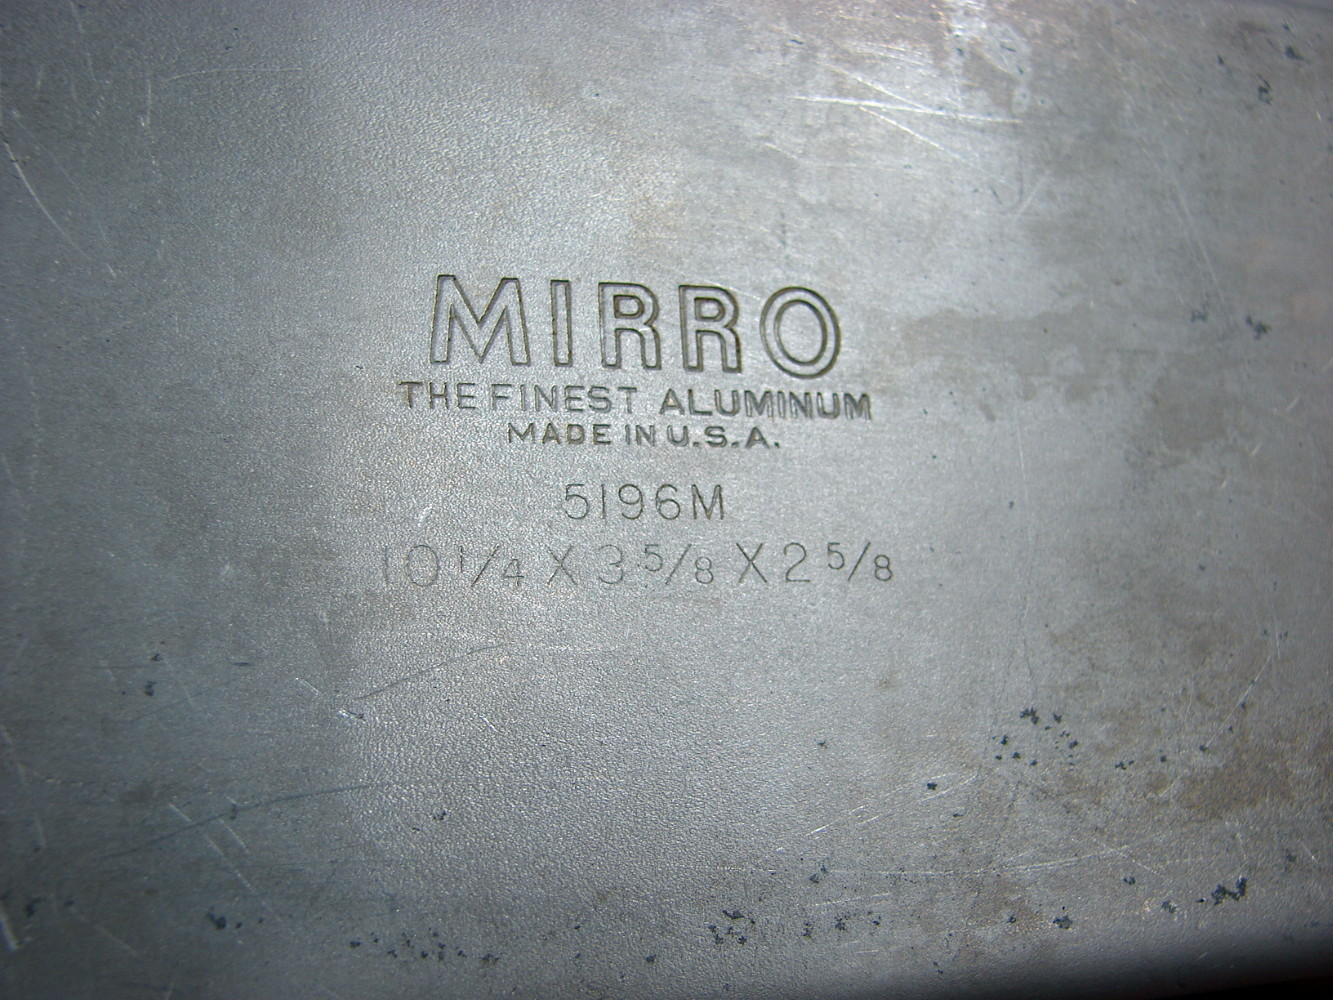 MIRRO
THE FINEST ALUMINUM
MADE IN U.S.A.
5196M
10 1/4 X 3 5/8 X 2 5/8